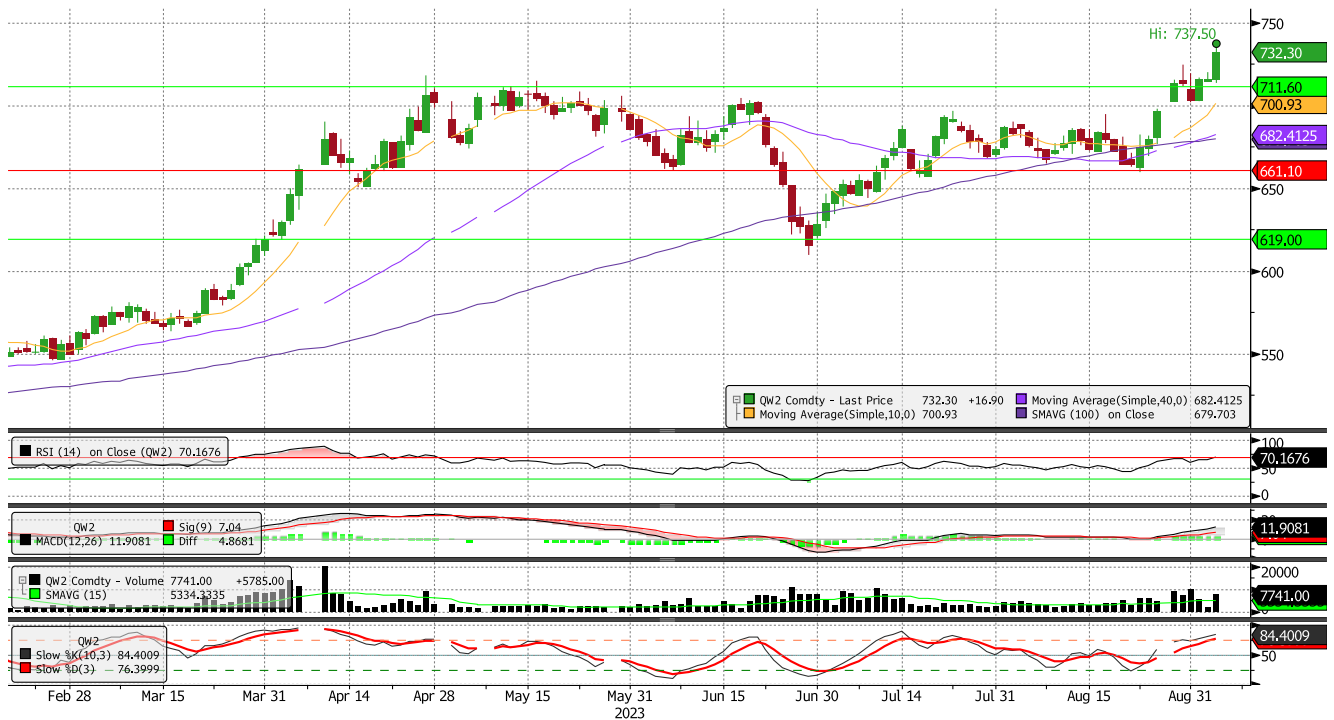 750
Hi: 737.50
732.30
711.60
700.93
682.4125
661.10
650
619.00
600
550
QW2 Comdty - Last Price 732.30 +16.90 Moving Average(Simple,40,0) 682.4125
Moving Average(Simple,10,0) 700.93 SMAVG (100) on Close 679.703
100
RSI (14) on Close (QW2) 70.1676
70.1676
50
0
QW2 Sig(9) 7.04
MACD(12,26) 11.9081 Diff 4.8681
11.9081
QW2 Comdty - Volume 7741.00 +5785.00
SMAVG (15) 5334.3335
20000
7741.00
0
QW2
Slow %K(10,3) 84.4009
Slow %D(3) 76.3999
84.4009
50
Feb 28 Mar 15 Mar 31 Apr 14 Apr 28 May 15 May 31 Jun 15 Jun 30 Jul 14 Jul 31 Aug 15 Aug 31
2023